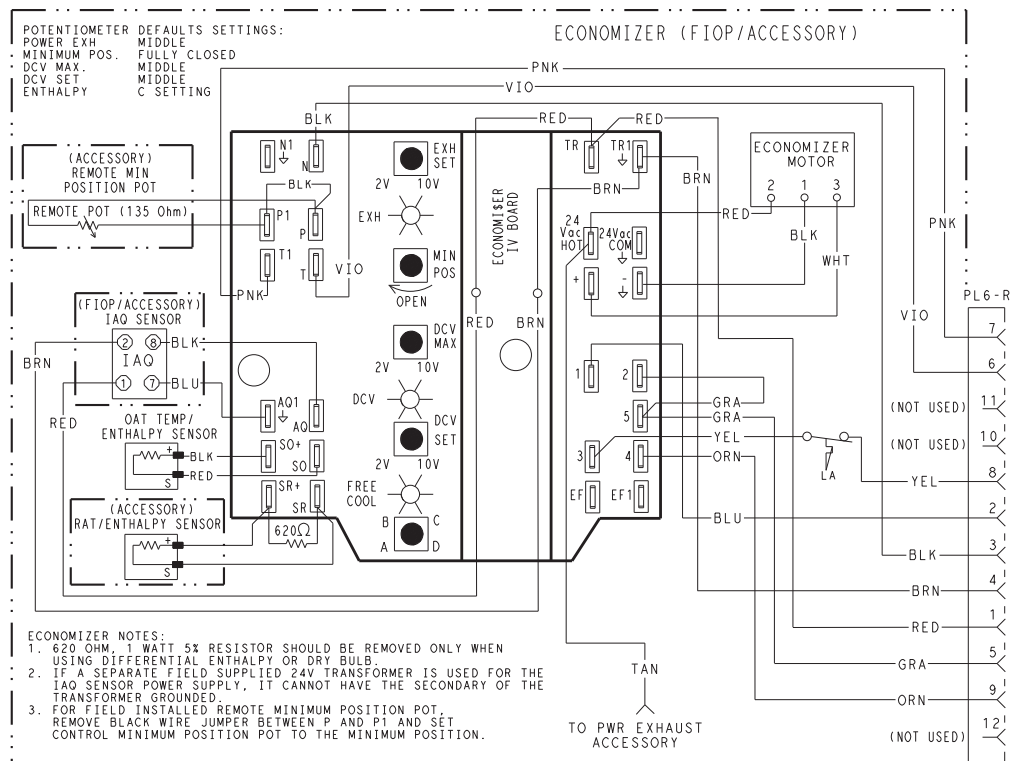 POTENTIOMETER DEFAULTS SETTINGS:
POWER EXH MIDDLE
MINIMUM POS. FULLY CLOSED
DCV MAX. MIDDLE
DCV SET MIDDLE
ENTHALPY C SETTING
ECONOMIZER (FIOP/ACCESSORY)
PNK
VIO
BLK
RED
RED
(ACCESSORY)
REMOTE MIN
POSITION POT
REMOTE POT (135 Ohm)
N1
N
BLK
P1
P
T1
T
VIO
PNK
EXH
SET
2V 10V
EXH
MIN
POS
OPEN
DCV
MAX
2V 10V
DCV
DCV
SET
2V 10V
FREE
COOL
B C
A D
ECONOMI$ER
IV BOARD
RED
BRN
TR TR1
BRN
BRN
24
Vac
HOT
24Vac
COM
+ -
1 2
5
3 4
EF EF1
ECONOMIZER
MOTOR
2 1 3
RED
BLK
WHT
PNK
VIO
(FIOP/ACCESSORY)
IAQ SENSOR
2 8
IAQ
1 7
BLK
BLU
BRN
RED
AQ1
AQ
SO+
SO
SR+
SR
620Ω
OAT TEMP/
ENTHALPY SENSOR
+
S
BLK
RED
(ACCESSORY)
RAT/ENTHALPY SENSOR
+
S
GRA
GRA
YEL
ORN
BLU
LA
PL6-R
7
6
(NOT USED) 11
(NOT USED) 10
YEL 8
2
BLK 3
BRN 4
RED 1
GRA 5
ORN 9
(NOT USED) 12
TAN
TO PWR EXHAUST
ACCESSORY
ECONOMIZER NOTES:
1. 620 OHM, 1 WATT 5% RESISTOR SHOULD BE REMOVED ONLY WHEN
USING DIFFERENTIAL ENTHALPY OR DRY BULB.
2. IF A SEPARATE FIELD SUPPLIED 24V TRANSFORMER IS USED FOR THE
IAQ SENSOR POWER SUPPLY, IT CANNOT HAVE THE SECONDARY OF THE
TRANSFORMER GROUNDED.
3. FOR FIELD INSTALLED REMOTE MINIMUM POSITION POT,
REMOVE BLACK WIRE JUMPER BETWEEN P AND P1 AND SET
CONTROL MINIMUM POSITION POT TO THE MINIMUM POSITION.